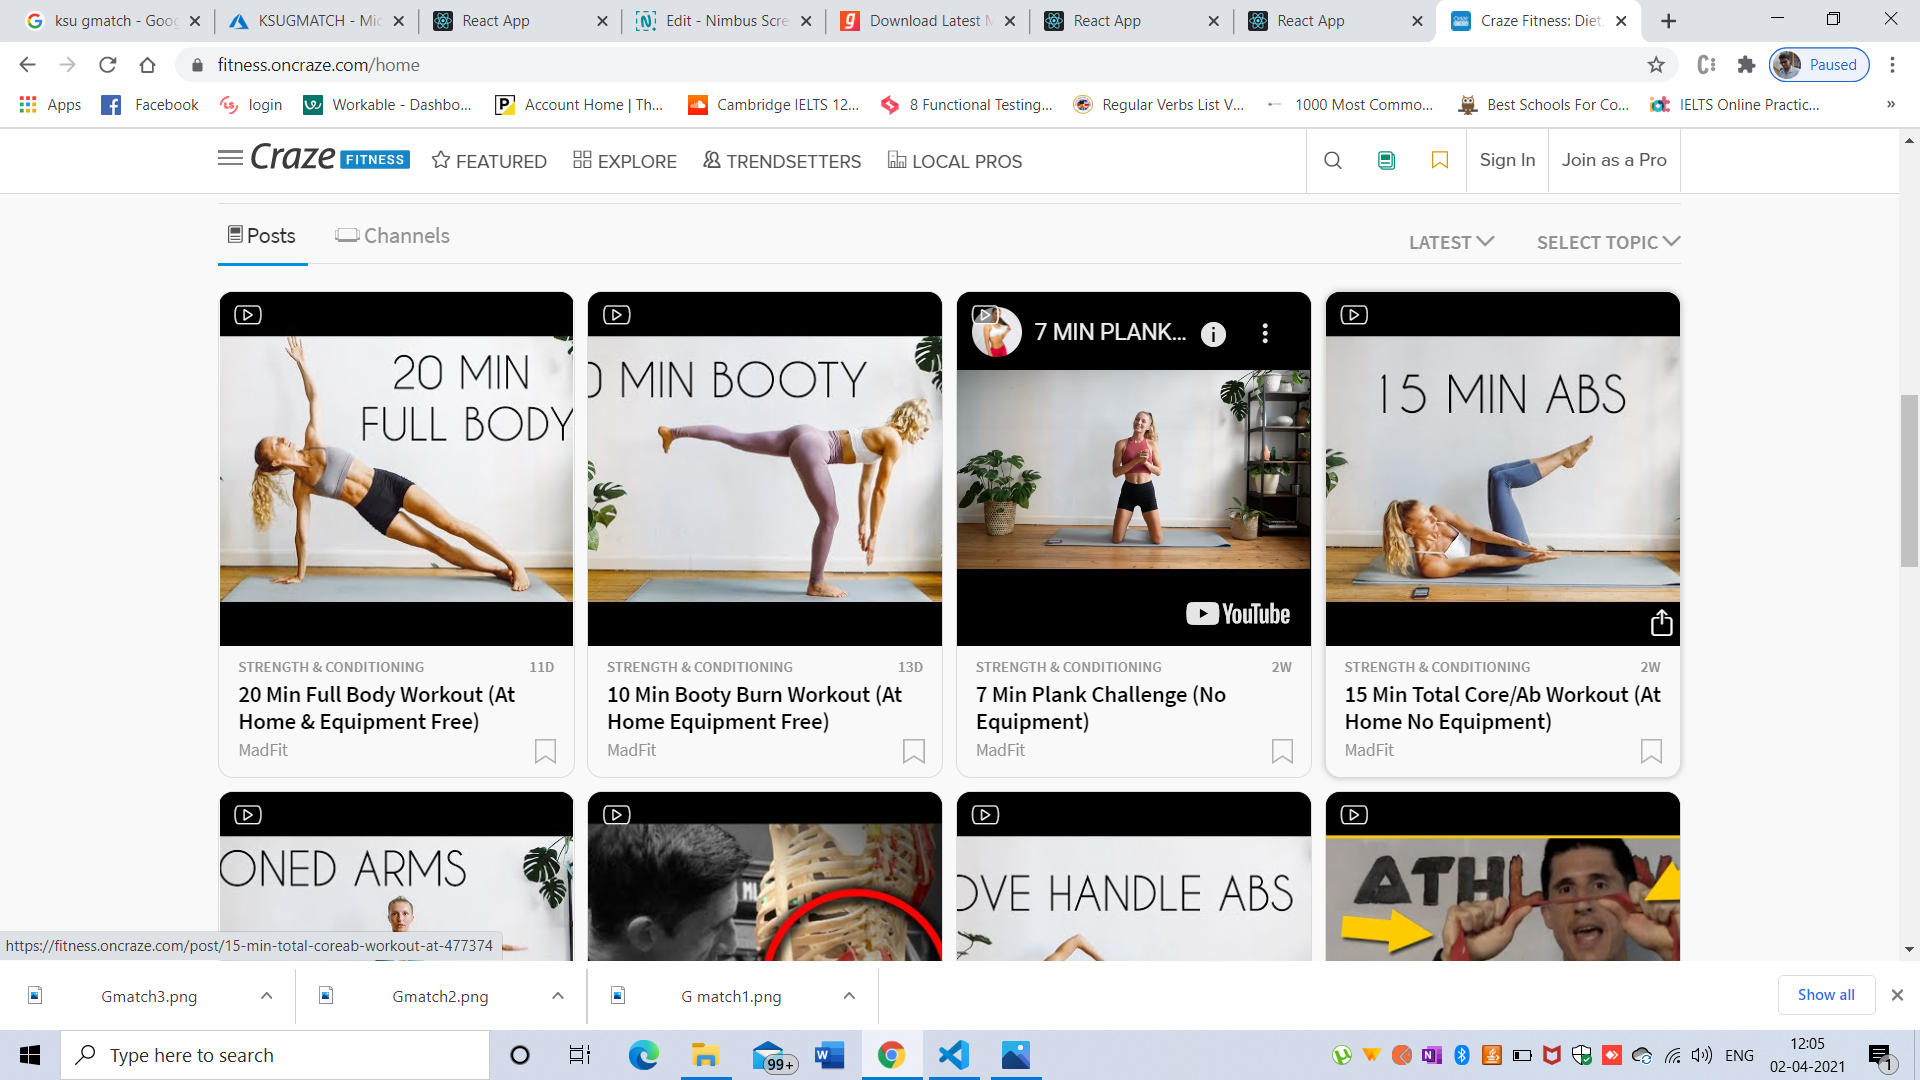 ksu gmatch - Goog
KSUGMATCH - Mic
React App
Edit - Nimbus Scre
Download Latest M
React App
React App
Craze Fitness: Diet,
fitness.oncraze.com/home
Paused
Apps
Facebook
login
Workable - Dashbo...
Account Home | Th...
Cambridge IELTS 12...
8 Functional Testing...
Regular Verbs List V...
1000 Most Commo...
Best Schools For Co...
IELTS Online Practic...
»
Craze FITNESS
FEATURED
EXPLORE
TRENDSETTERS
LOCAL PROS
Sign In
Join as a Pro
Posts
Channels
LATEST
SELECT TOPIC
20 MIN
FULL BODY
0 MIN BOOTY
7 MIN PLANK...
YouTube
15 MIN ABS
STRENGTH & CONDITIONING 11D
20 Min Full Body Workout (At
Home & Equipment Free)
MadFit
STRENGTH & CONDITIONING 13D
10 Min Booty Burn Workout (At
Home Equipment Free)
MadFit
STRENGTH & CONDITIONING 2W
7 Min Plank Challenge (No
Equipment)
MadFit
STRENGTH & CONDITIONING 2W
15 Min Total Core/Ab Workout (At
Home No Equipment)
MadFit
ONED ARMS
OVE HANDLE ABS
ATHL
https://fitness.oncraze.com/post/15-min-total-coreab-workout-at-477374
Gmatch3.png
Gmatch2.png
G match1.png
Show all
Type here to search
99+
ENG
12:05
02-04-2021
1